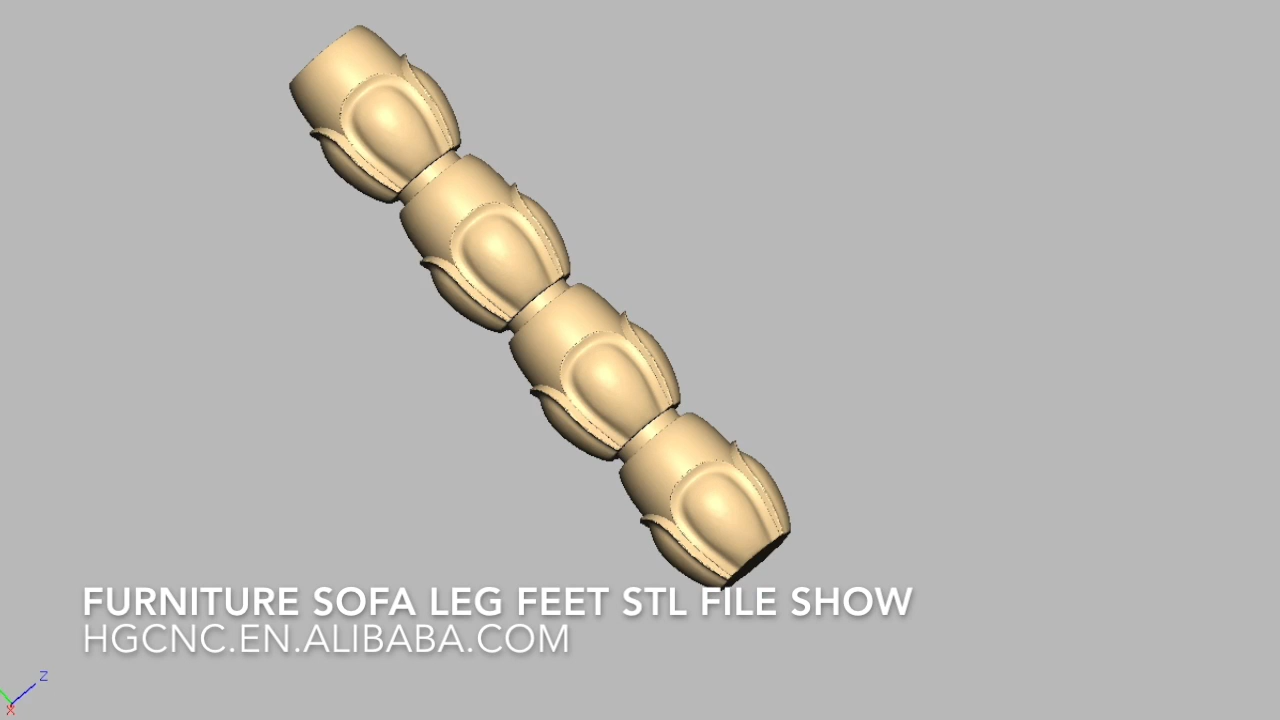 FURNITURE SOFA LEG FEET STL FILE SHOW
HGCNC.EN.ALIBABA.COM
Z
X